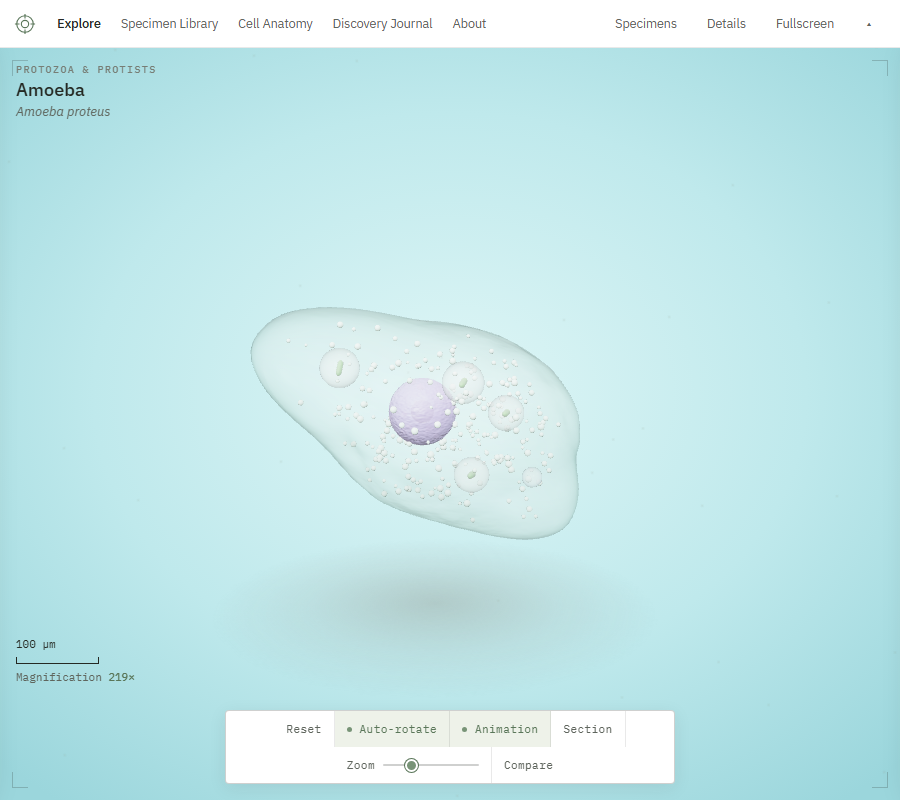 Explore Specimen Library Cell Anatomy Discovery Journal About Specimens Details Fullscreen
PROTOZOA & PROTISTS
Amoeba
Amoeba proteus
100 µm
Magnification 219×
Reset Auto-rotate Animation Section
Zoom Compare